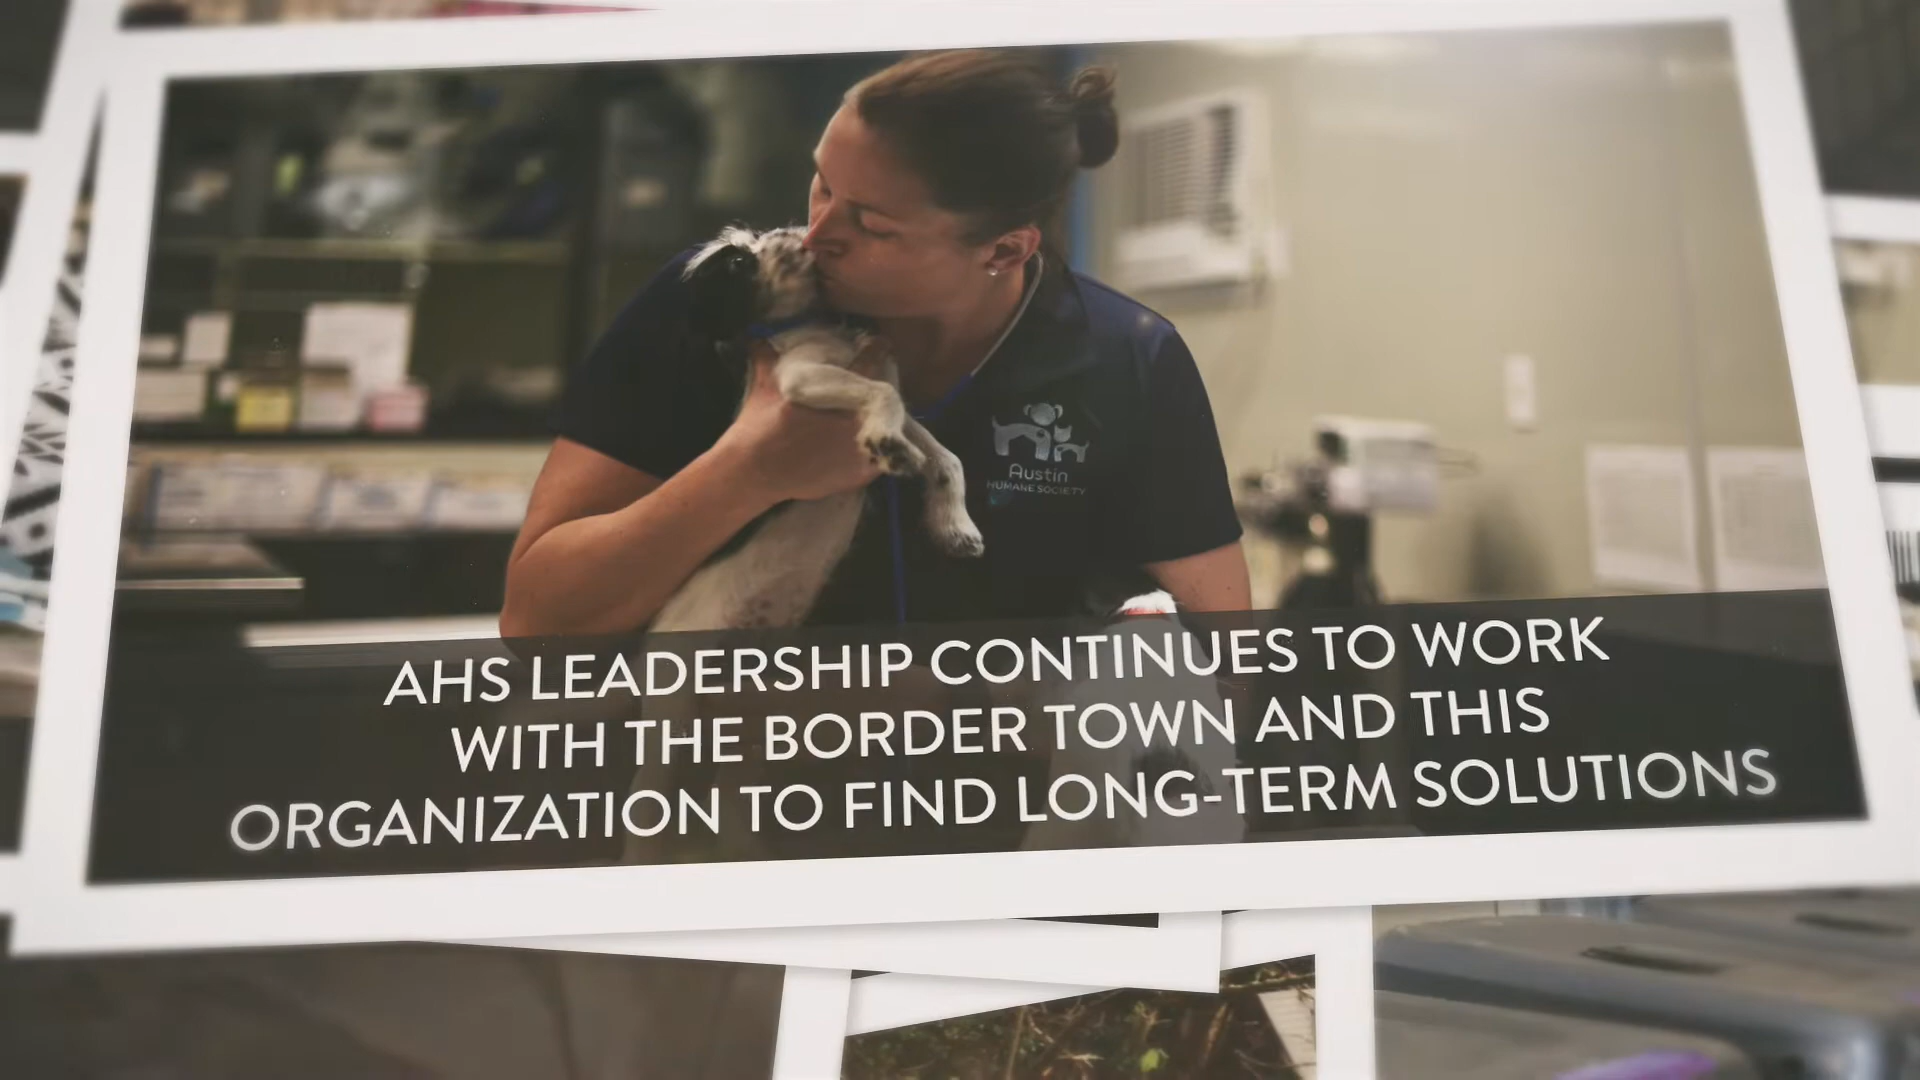 Austin
HUMANE SOCIETY
AHS LEADERSHIP CONTINUES TO WORK
WITH THE BORDER TOWN AND THIS
ORGANIZATION TO FIND LONG-TERM SOLUTIONS